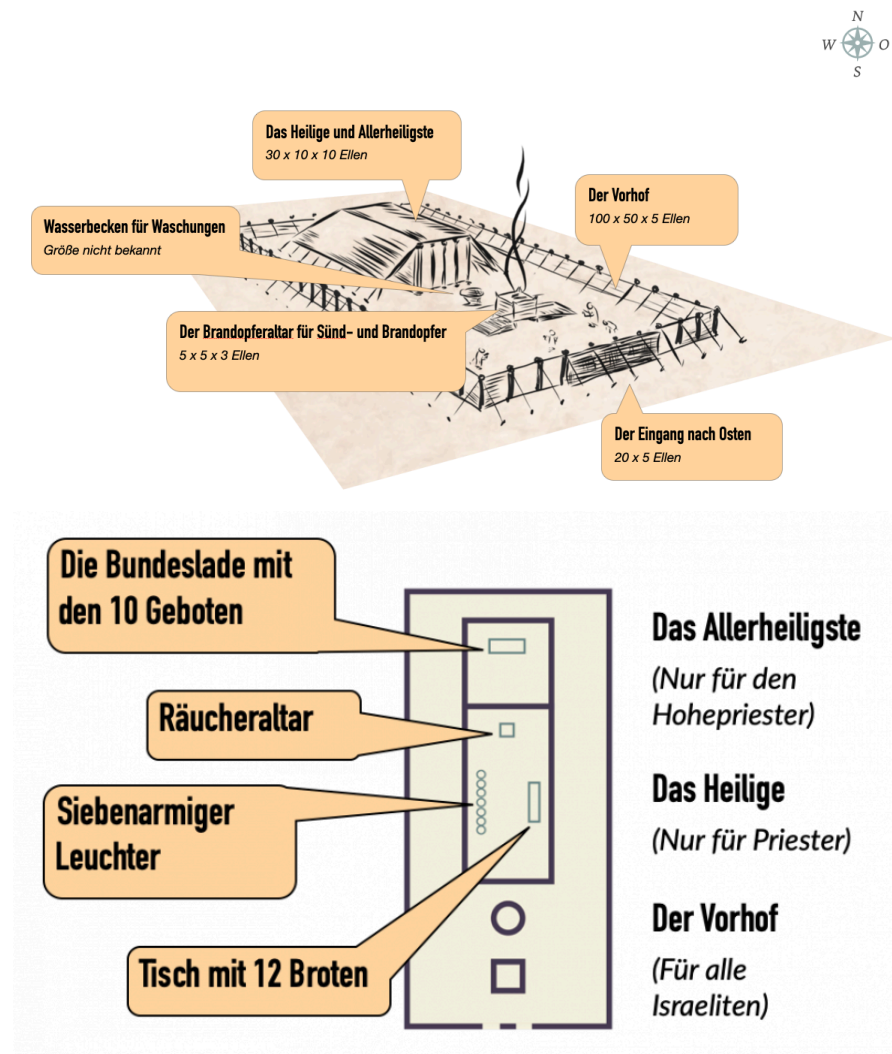 N
W O
S
Das Heilige und Allerheiligste
30 x 10 x 10 Ellen
Der Vorhof
100 x 50 x 5 Ellen
Wasserbecken für Waschungen
Größe nicht bekannt
Der Brandopferaltar für Sünd- und Brandopfer
5 x 5 x 3 Ellen
Der Eingang nach Osten
20 x 5 Ellen
Die Bundeslade mit
den 10 Geboten
Das Allerheiligste
(Nur für den
Hohepriester)
Räucheraltar
Siebenarmiger
Leuchter
Das Heilige
(Nur für Priester)
Tisch mit 12 Broten
Der Vorhof
(Für alle
Israeliten)